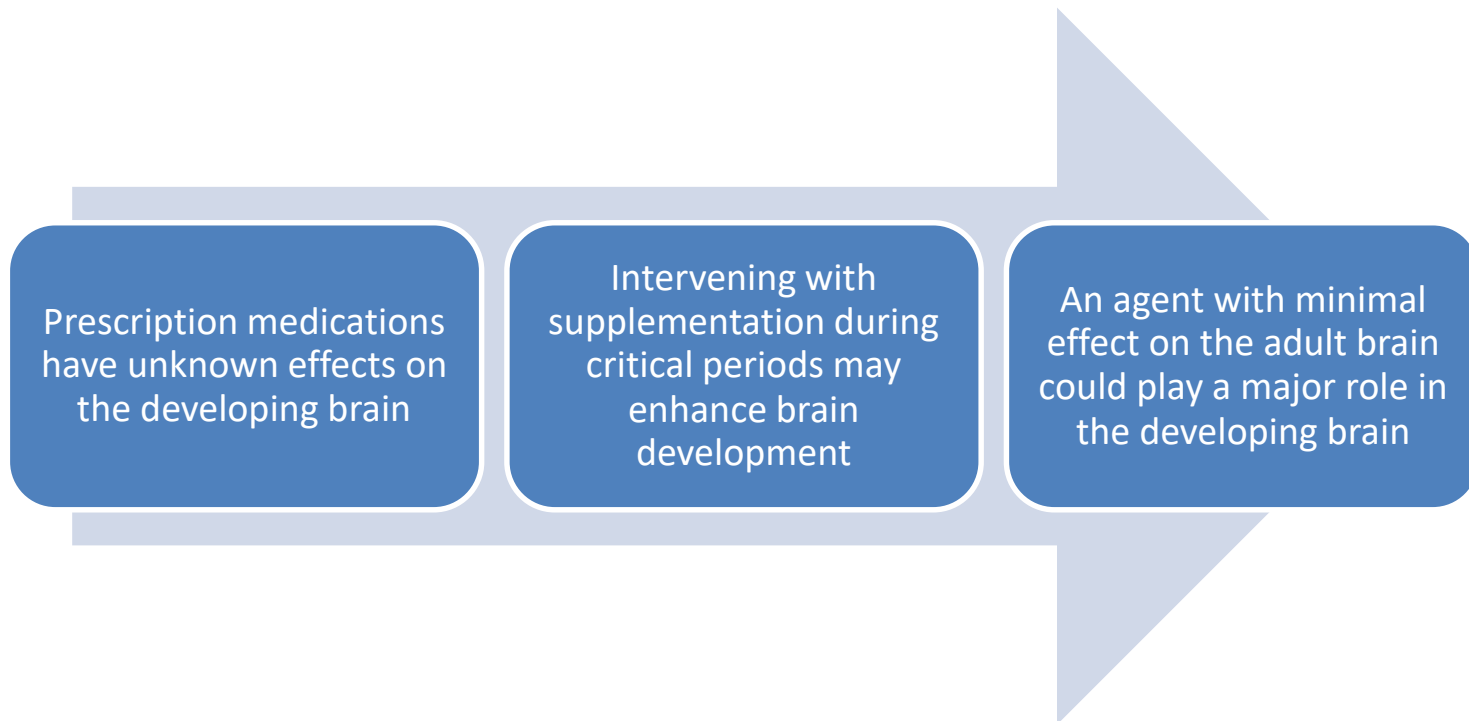 Prescription medications
have unknown effects on
the developing brain
Intervening with
supplementation during
critical periods may
enhance brain
development
An agent with minimal
effect on the adult brain
could play a major role in
the developing brain